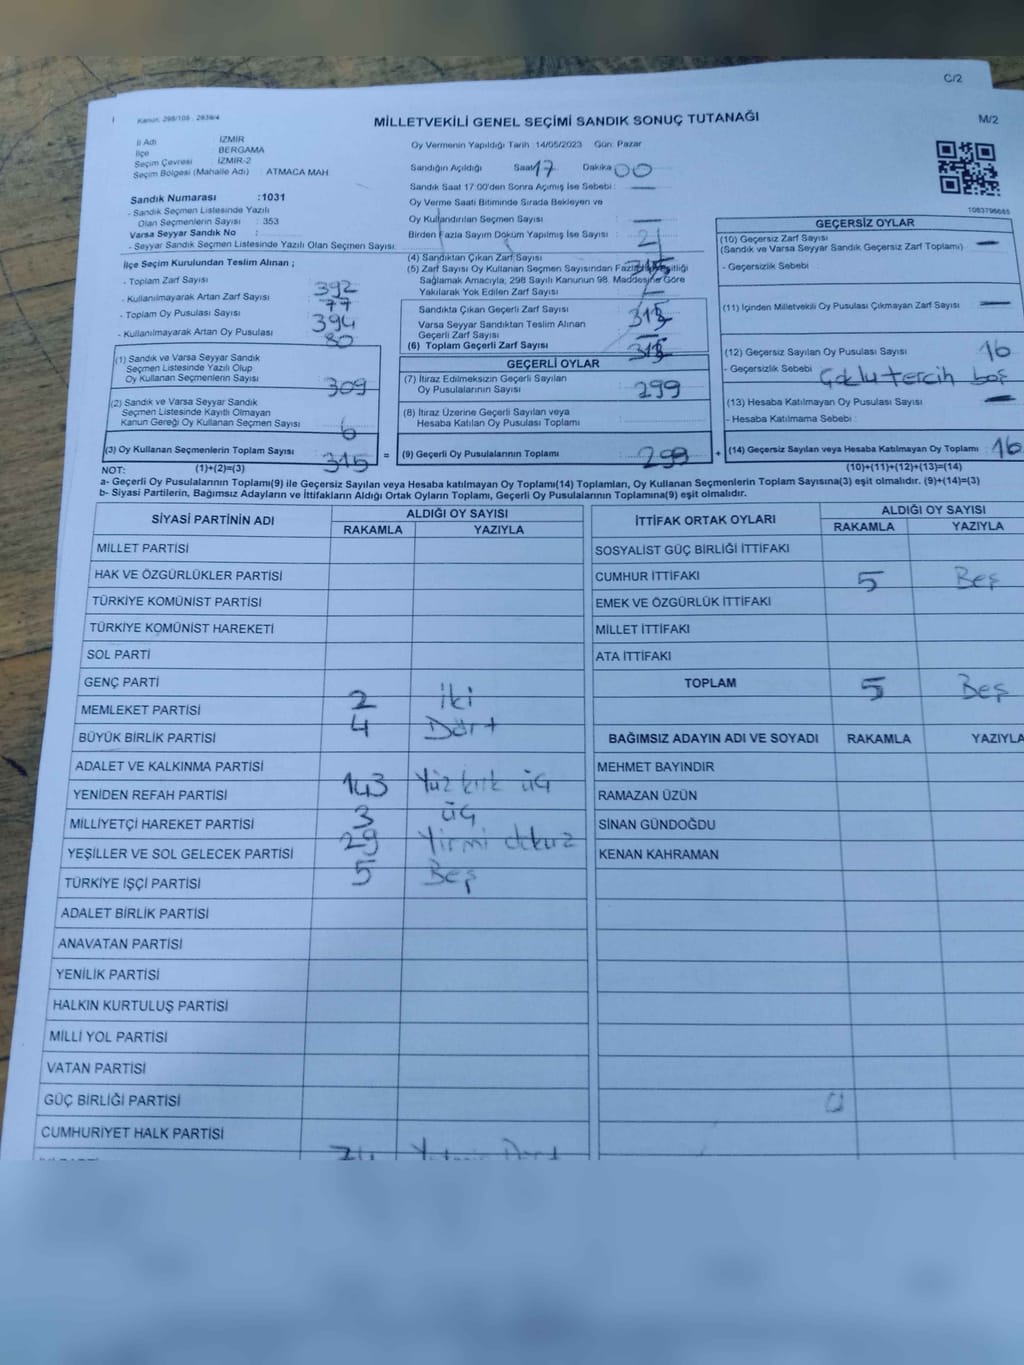 C/2
Kanun: 298/105 - 2839/4
MİLLETVEKİLİ GENEL SEÇİMİ SANDIK SONUÇ TUTANAĞI
M/2
İl Adı : İZMİR
İlçe : BERGAMA
Seçim Çevresi : İZMİR-2
Seçim Bölgesi (Mahalle Adı) : ATMACA MAH
Oy Vermenin Yapıldığı Tarih :14/05/2023 Gün: Pazar
Sandığın Açıldığı Saat 17 Dakika 00
Sandık Saat 17:00'den Sonra Açımış İse Sebebi : —
Oy Verme Saati Bitiminde Sırada Bekleyen ve
Oy Kullandırılan Seçmen Sayısı : —
Birden Fazla Sayım Döküm Yapılmış İse Sayısı :
Sandık Numarası :1031
- Sandık Seçmen Listesinde Yazılı
Olan Seçmenlerin Sayısı : 353
Varsa Seyyar Sandık No :
- Seyyar Sandık Seçmen Listesinde Yazılı Olan Seçmen Sayısı:
1083796685
İlçe Seçim Kurulundan Teslim Alınan ;
- Toplam Zarf Sayısı : 392
- Kullanılmayarak Artan Zarf Sayısı : 77
- Toplam Oy Pusulası Sayısı : 394
- Kullanılmayarak Artan Oy Pusulası : 80
(4) Sandıktan Çıkan Zarf Sayısı : 315
(5) Zarf Sayısı Oy Kullanan Seçmen Sayısından Fazla
Sağlamak Amacıyla, 298 Sayılı Kanunun 98. Maddesine Göre
Yakılarak Yok Edilen Zarf Sayısı :
Sandıkta Çıkan Geçerli Zarf Sayısı :
Varsa Seyyar Sandıktan Teslim Alınan
Geçerli Zarf Sayısı :
(6) Toplam Geçerli Zarf Sayısı :
GEÇERSİZ OYLAR
(10) Geçersiz Zarf Sayısı : —
(Sandık ve Varsa Seyyar Sandık Geçersiz Zarf Toplamı)
- Geçersizlik Sebebi :
(11) İçinden Milletvekili Oy Pusulası Çıkmayan Zarf Sayısı : —
(12) Geçersiz Sayılan Oy Pusulası Sayısı : 16
- Geçersizlik Sebebi : Çoklu tercih boş
(13) Hesaba Katılmayan Oy Pusulası Sayısı : —
- Hesaba Katılmama Sebebi :
(1) Sandık ve Varsa Seyyar Sandık
Seçmen Listesinde Yazılı Olup
Oy Kullanan Seçmenlerin Sayısı : 309
(2) Sandık ve Varsa Seyyar Sandık
Seçmen Listesinde Kayıtlı Olmayan
Kanun Gereği Oy Kullanan Seçmen Sayısı : 6
GEÇERLİ OYLAR
(7) İtiraz Edilmeksizin Geçerli Sayılan
Oy Pusulalarının Sayısı : 299
(8) İtiraz Üzerine Geçerli Sayılan veya
Hesaba Katılan Oy Pusulası Toplamı :
(3) Oy Kullanan Seçmenlerin Toplam Sayısı : 315 = (9) Geçerli Oy Pusulalarının Toplamı : 299 + (14) Geçersiz Sayılan veya Hesaba Katılmayan Oy Toplamı : 16
NOT: (1)+(2)=(3) (10)+(11)+(12)+(13)=(14)
a- Geçerli Oy Pusulalarının Toplamı(9) ile Geçersiz Sayılan veya Hesaba katılmayan Oy Toplamı(14) Toplamları, Oy Kullanan Seçmenlerin Toplam Sayısına(3) eşit olmalıdır. (9)+(14)=(3)
b- Siyasi Partilerin, Bağımsız Adayların ve İttifakların Aldığı Ortak Oyların Toplamı, Geçerli Oy Pusulalarının Toplamına(9) eşit olmalıdır.
SİYASİ PARTİNİN ADI
ALDIĞI OY SAYISI
RAKAMLA YAZIYLA
MİLLET PARTİSİ
HAK VE ÖZGÜRLÜKLER PARTİSİ
TÜRKİYE KOMÜNİST PARTİSİ
TÜRKİYE KOMÜNİST HAREKETİ
SOL PARTİ
GENÇ PARTİ
MEMLEKET PARTİSİ 2 İki
BÜYÜK BİRLİK PARTİSİ 4 Dört
ADALET VE KALKINMA PARTİSİ
YENİDEN REFAH PARTİSİ 143 Yüz kırk üç
MİLLİYETÇİ HAREKET PARTİSİ 3 üç
YEŞİLLER VE SOL GELECEK PARTİSİ 29 Yirmi dokuz
TÜRKİYE İŞÇİ PARTİSİ 5 Beş
ADALET BİRLİK PARTİSİ
ANAVATAN PARTİSİ
YENİLİK PARTİSİ
HALKIN KURTULUŞ PARTİSİ
MİLLİ YOL PARTİSİ
VATAN PARTİSİ
GÜÇ BİRLİĞİ PARTİSİ
CUMHURİYET HALK PARTİSİ
İTTİFAK ORTAK OYLARI
ALDIĞI OY SAYISI
RAKAMLA YAZIYLA
SOSYALİST GÜÇ BİRLİĞİ İTTİFAKI
CUMHUR İTTİFAKI 5 Beş
EMEK VE ÖZGÜRLÜK İTTİFAKI
MİLLET İTTİFAKI
ATA İTTİFAKI
TOPLAM 5 Beş
BAĞIMSIZ ADAYIN ADI VE SOYADI RAKAMLA YAZIYLA
MEHMET BAYINDIR
RAMAZAN ÜZÜN
SİNAN GÜNDOĞDU
KENAN KAHRAMAN